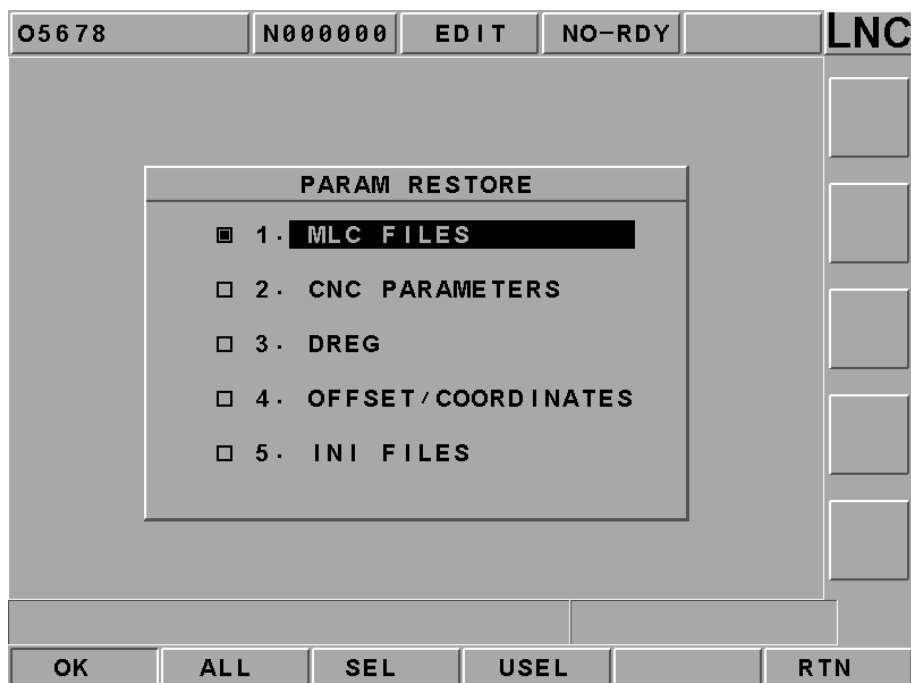 O5678 N000000 EDIT NO-RDY LNC
PARAM RESTORE
1. MLC FILES
2. CNC PARAMETERS
3. DREG
4. OFFSET/COORDINATES
5. INI FILES
OK ALL SEL USEL RTN